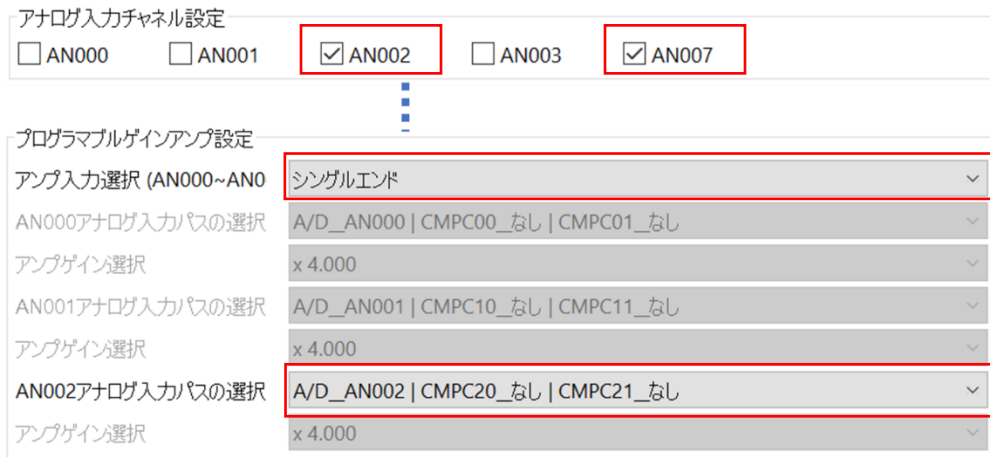 アナログ入力チャネル設定
AN000 AN001 AN002 AN003 AN007
プログラマブルゲインアンプ設定
アンプ入力選択 (AN000~AN0 シングルエンド
AN000アナログ入力パスの選択 A/D__AN000 | CMPC00__なし | CMPC01__なし
アンプゲイン選択 x 4.000
AN001アナログ入力パスの選択 A/D__AN001 | CMPC10__なし | CMPC11__なし
アンプゲイン選択 x 4.000
AN002アナログ入力パスの選択 A/D__AN002 | CMPC20__なし | CMPC21__なし
アンプゲイン選択 x 4.000